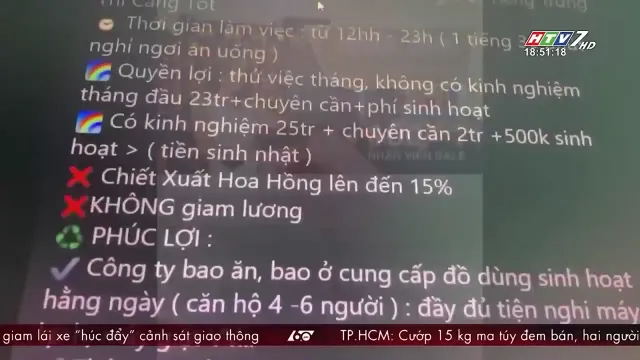 Thời gian làm việc : từ 12hh - 23h ( 1 tiếng
nghỉ ngơi ăn uống )
Quyền lợi : thử việc tháng, không có kinh nghiệm
tháng đầu 23tr+chuyên cần+phí sinh hoạt
Có kinh nghiệm 25tr + chuyên cần 2tr +500k sinh
hoạt > ( tiền sinh nhật )
Chiết Xuất Hoa Hồng lên đến 15%
KHÔNG giam lương
PHÚC LỢI :
Công ty bao ăn, bao ở cung cấp đồ dùng sinh hoạt
hằng ngày ( căn hộ 4 -6 người ) : đầy đủ tiện nghi máy
HTV7 HD
18:51:18
giam lái xe "húc đẩy" cảnh sát giao thông
60
TP.HCM: Cướp 15 kg ma túy đem bán, hai người